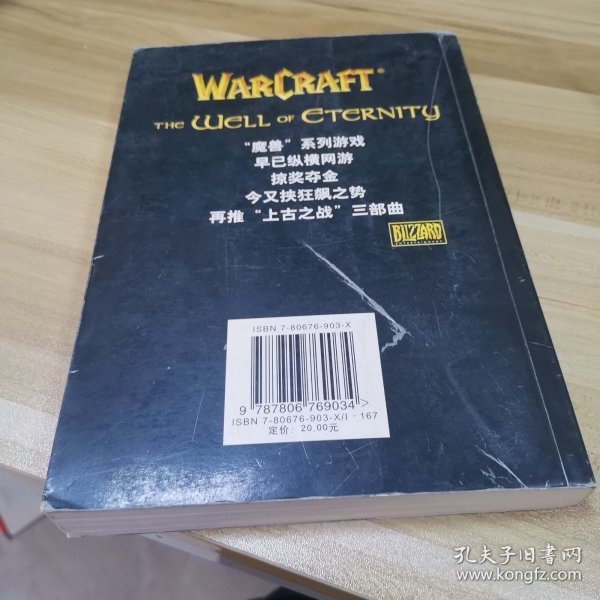 WARCRAFT®
THE WELL OF ETERNITY
“魔兽”系列游戏
早已纵横网游
掠奖夺金
今又挟狂飙之势
再推“上古之战”三部曲
BLIZZARD
ENTERTAINMENT
ISBN 7-80676-903-X
9 787806 769034 >
ISBN 7-80676-903-X/I · 167
定价: 20.00元
孔夫子旧书网
www.kongfz.com